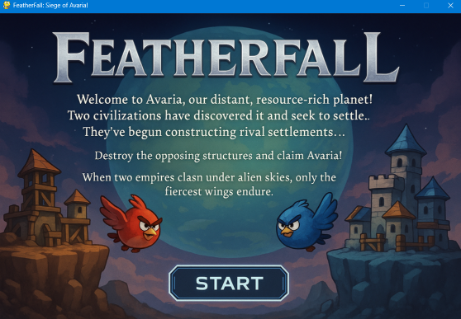 FeatherFall: Siege of Avaria!
FEATHERFALL
Welcome to Avaria, our distant, resource-rich planet!
Two civilizations have discovered it and seek to settle..
They've begun constructing rival settlements...
Destroy the opposing structures and claim Avaria!
When two empires clash under alien skies, only the
fiercest wings endure.
START